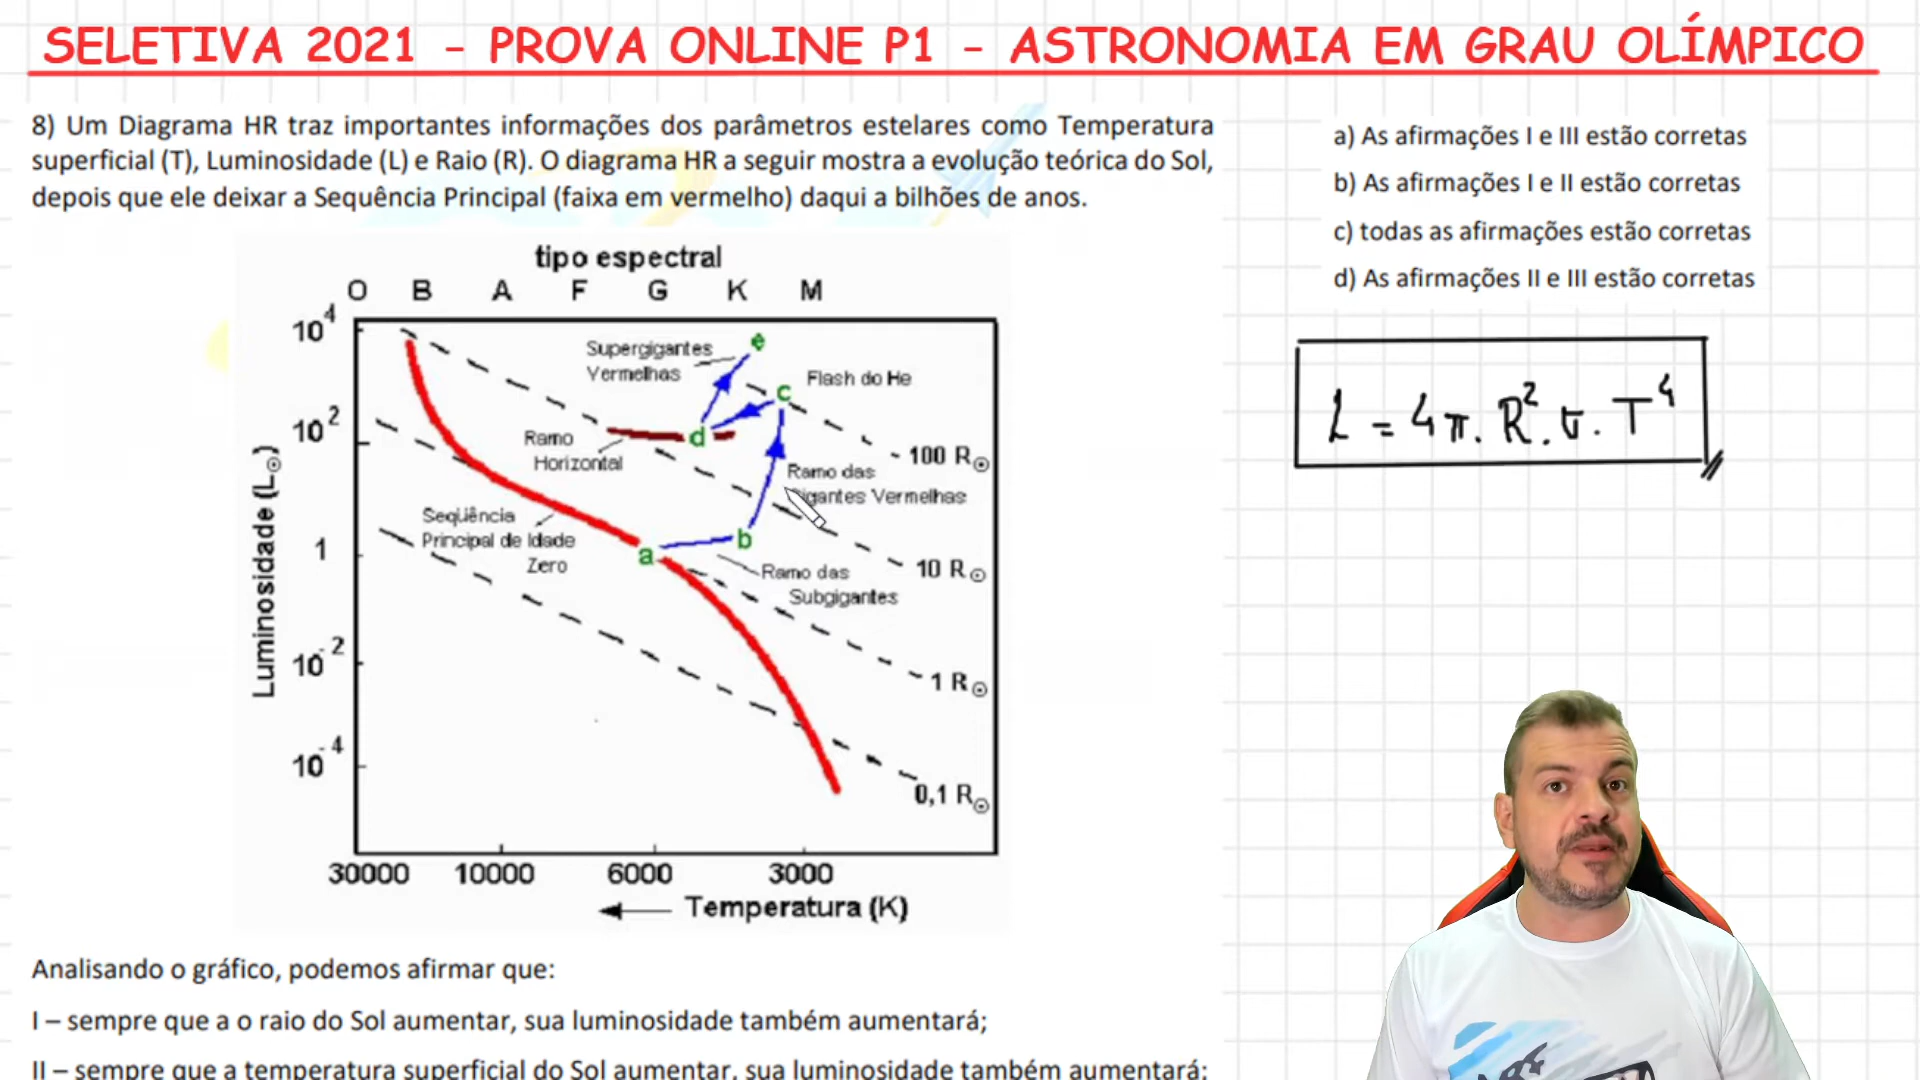 SELETIVA 2021 - PROVA ONLINE P1 - ASTRONOMIA EM GRAU OLÍMPICO
8) Um Diagrama HR traz importantes informações dos parâmetros estelares como Temperatura
superficial (T), Luminosidade (L) e Raio (R). O diagrama HR a seguir mostra a evolução teórica do Sol,
depois que ele deixar a Sequência Principal (faixa em vermelho) daqui a bilhões de anos.
tipo espectral
O B A F G K M
10^4
10^2
1
10^-2
10^-4
Luminosidade (L☉)
Supergigantes
Vermelhas
e
Flash do He
c
d
Ramo
Horizontal
100 R☉
Ramo das
Gigantes Vermelhas
Seqüência
Principal de Idade
Zero
a
b
10 R☉
Ramo das
Subgigantes
1 R☉
0,1 R☉
30000 10000 6000 3000
Temperatura (K)
Analisando o gráfico, podemos afirmar que:
I – sempre que a o raio do Sol aumentar, sua luminosidade também aumentará;
II – sempre que a temperatura superficial do Sol aumentar, sua luminosidade também aumentará;
a) As afirmações I e III estão corretas
b) As afirmações I e II estão corretas
c) todas as afirmações estão corretas
d) As afirmações II e III estão corretas
L = 4π. R². σ. T⁴